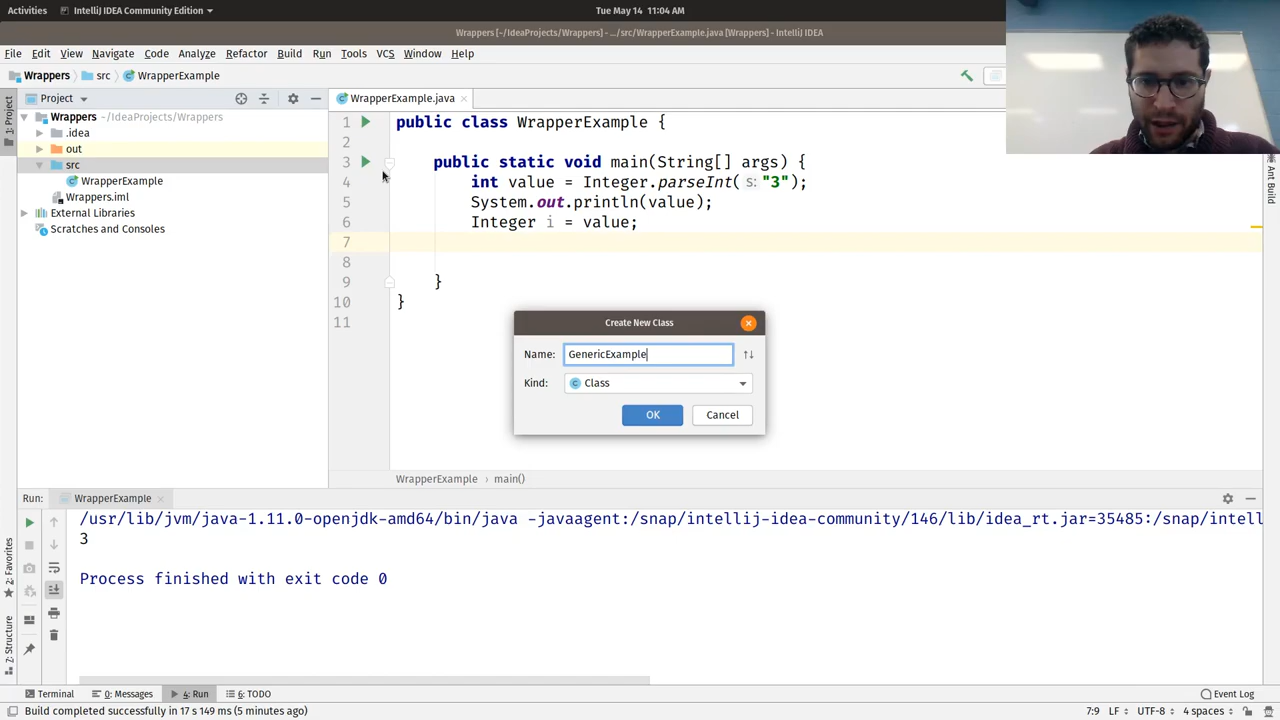 Activities
IntelliJ IDEA Community Edition
Tue May 14 11:04 AM
Wrappers [~/IdeaProjects/Wrappers] - .../src/WrapperExample.java [Wrappers] - IntelliJ IDEA
File Edit View Navigate Code Analyze Refactor Build Run Tools VCS Window Help
Wrappers src WrapperExample
Project
WrapperExample.java
1: Project
Wrappers ~/IdeaProjects/Wrappers
.idea
out
src
WrapperExample
Wrappers.iml
External Libraries
Scratches and Consoles
1 public class WrapperExample {
2
3 public static void main(String[] args) {
4 int value = Integer.parseInt( s: "3");
5 System.out.println(value);
6 Integer i = value;
7
8
9 }
10 }
11
Ant Build
Create New Class
Name: GenericExample
Kind: Class
OK Cancel
WrapperExample › main()
Run: WrapperExample
/usr/lib/jvm/java-1.11.0-openjdk-amd64/bin/java -javaagent:/snap/intellij-idea-community/146/lib/idea_rt.jar=35485:/snap/intell
3
Process finished with exit code 0
2: Favorites
7: Structure
Terminal 0: Messages 4: Run 6: TODO Event Log
Build completed successfully in 17 s 149 ms (5 minutes ago) 7:9 LF UTF-8 4 spaces